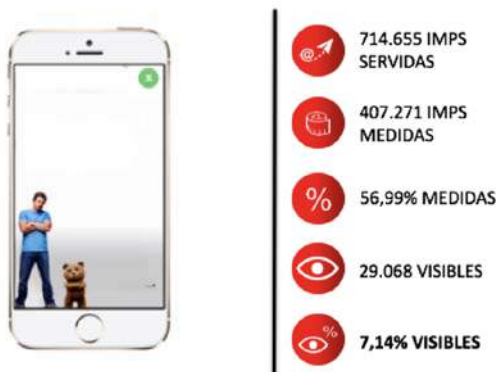 X
@
714.655 IMPS
SERVIDAS
407.271 IMPS
MEDIDAS
%
56,99% MEDIDAS
29.068 VISIBLES
%
7,14% VISIBLES